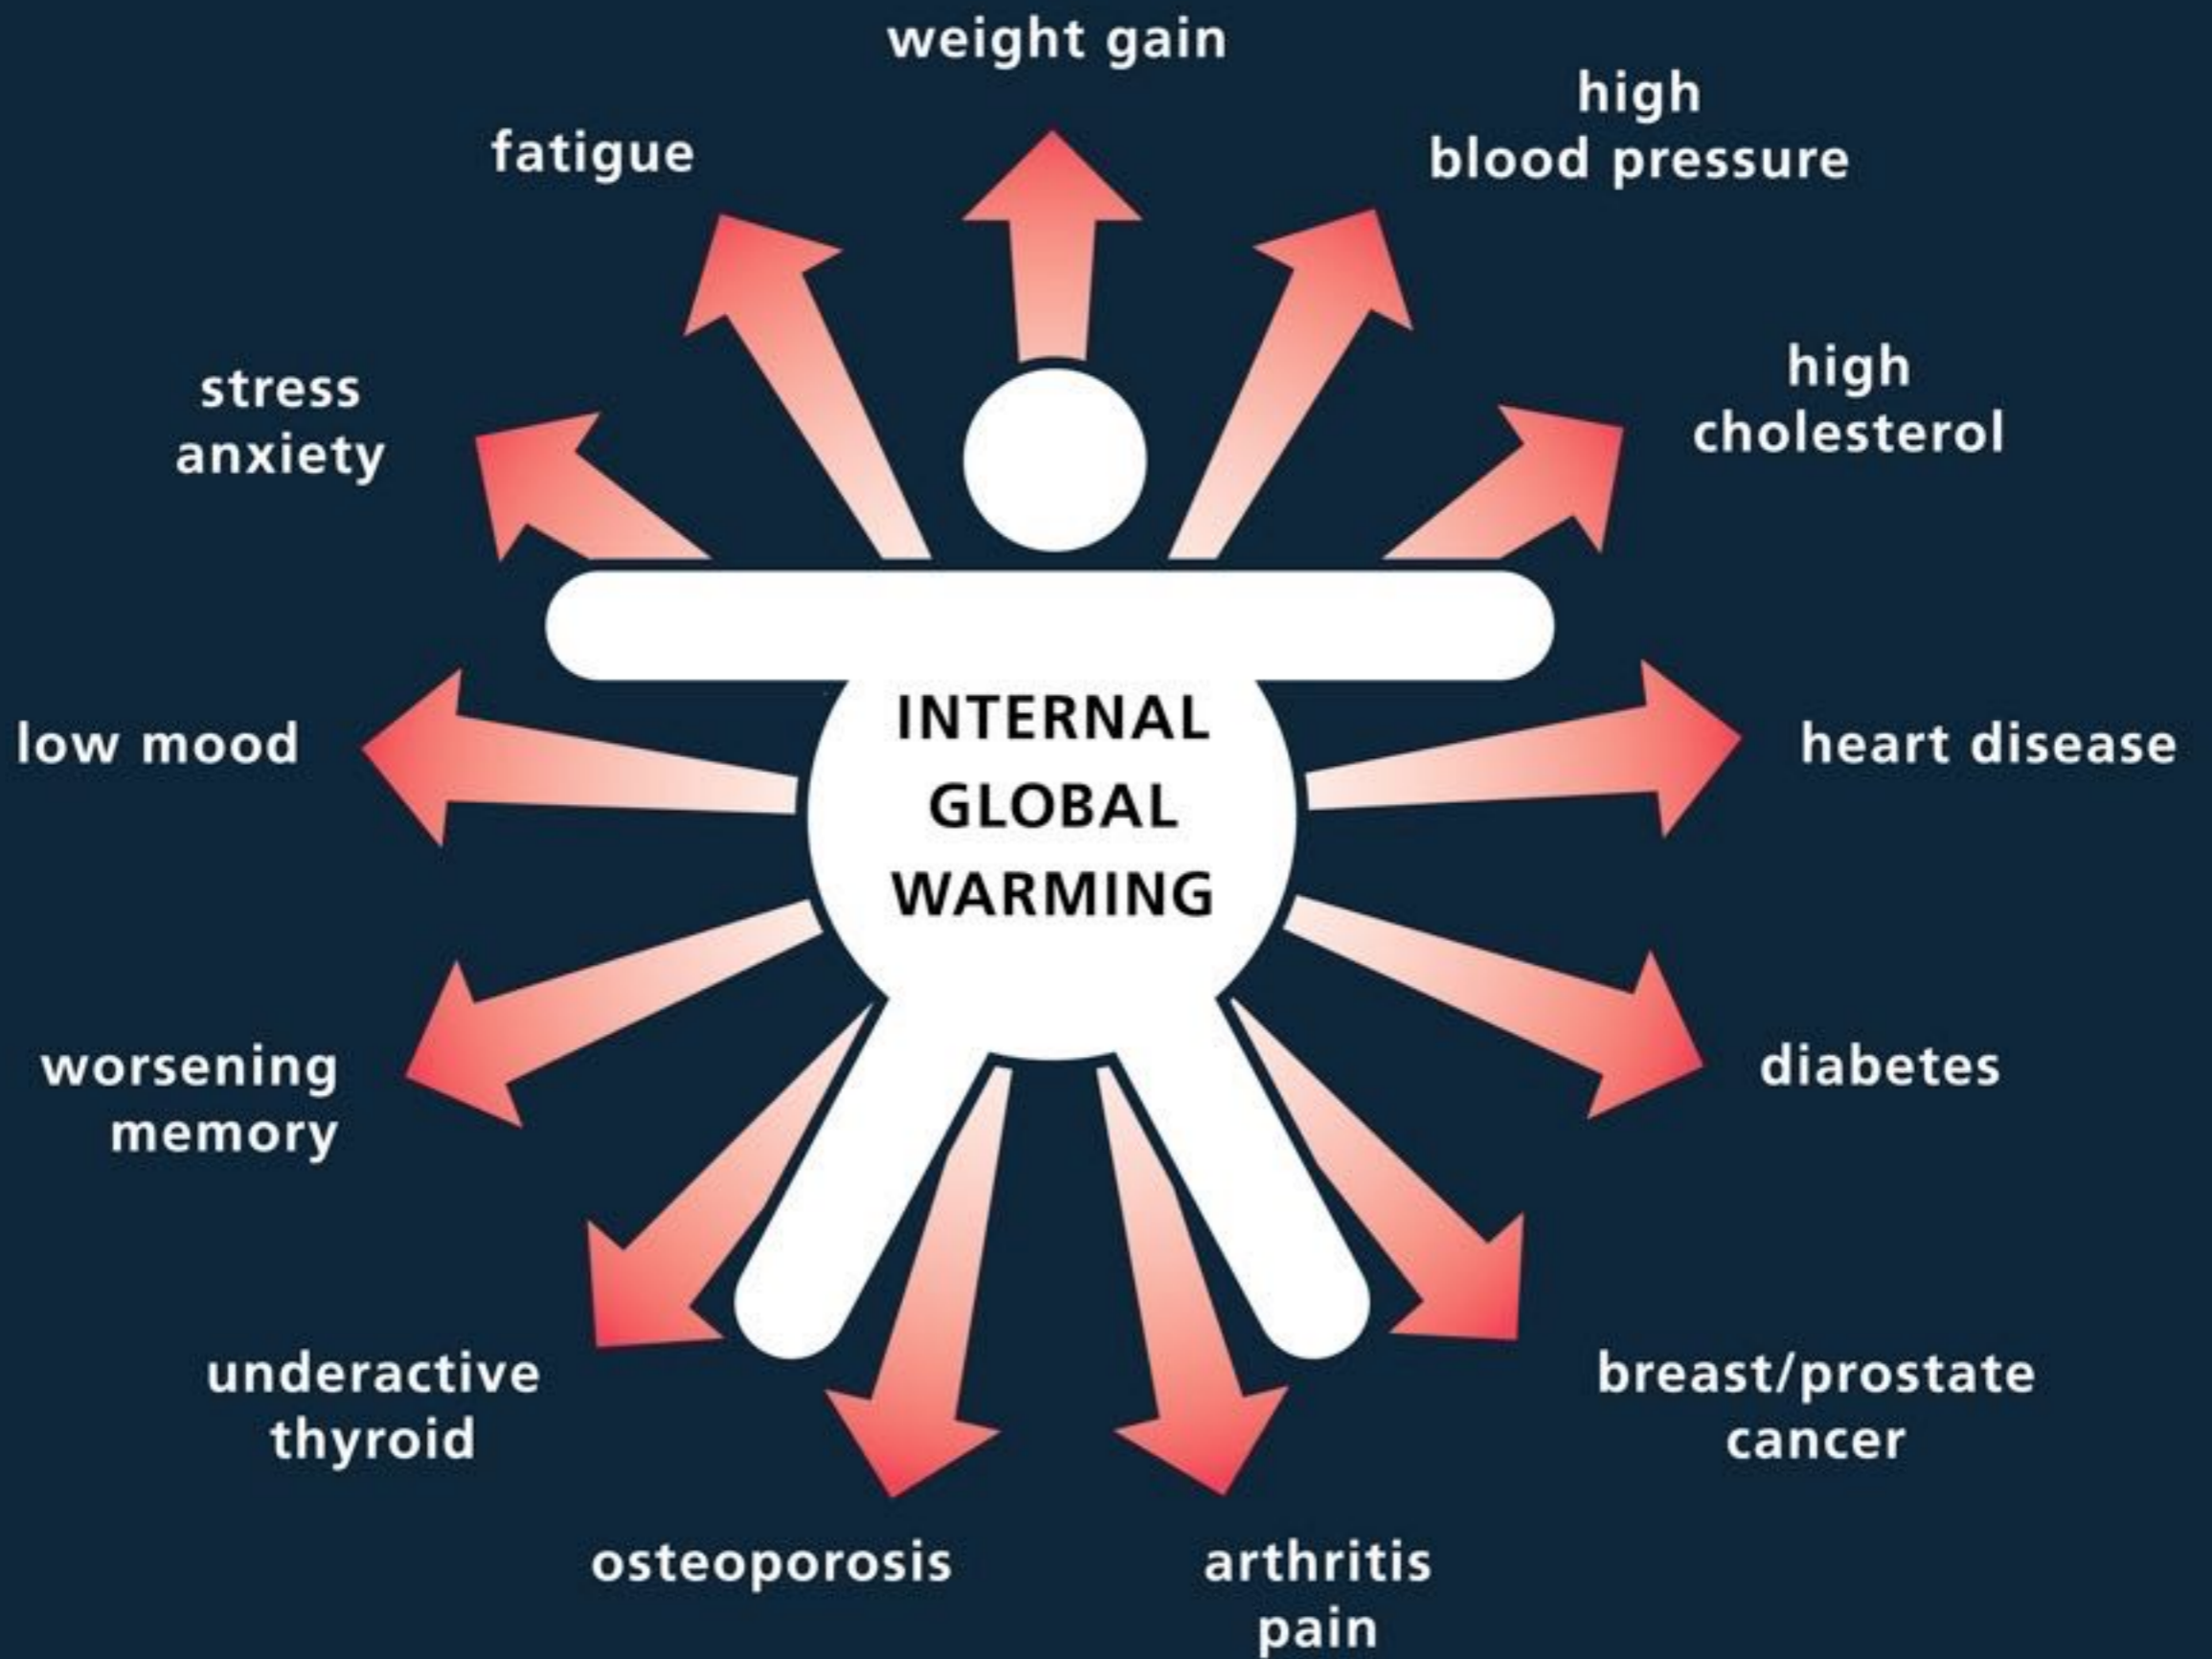 weight gain
high
blood pressure
fatigue
high
cholesterol
stress
anxiety
INTERNAL
GLOBAL
WARMING
low mood
heart disease
worsening
memory
diabetes
underactive
thyroid
breast/prostate
cancer
osteoporosis
arthritis
pain